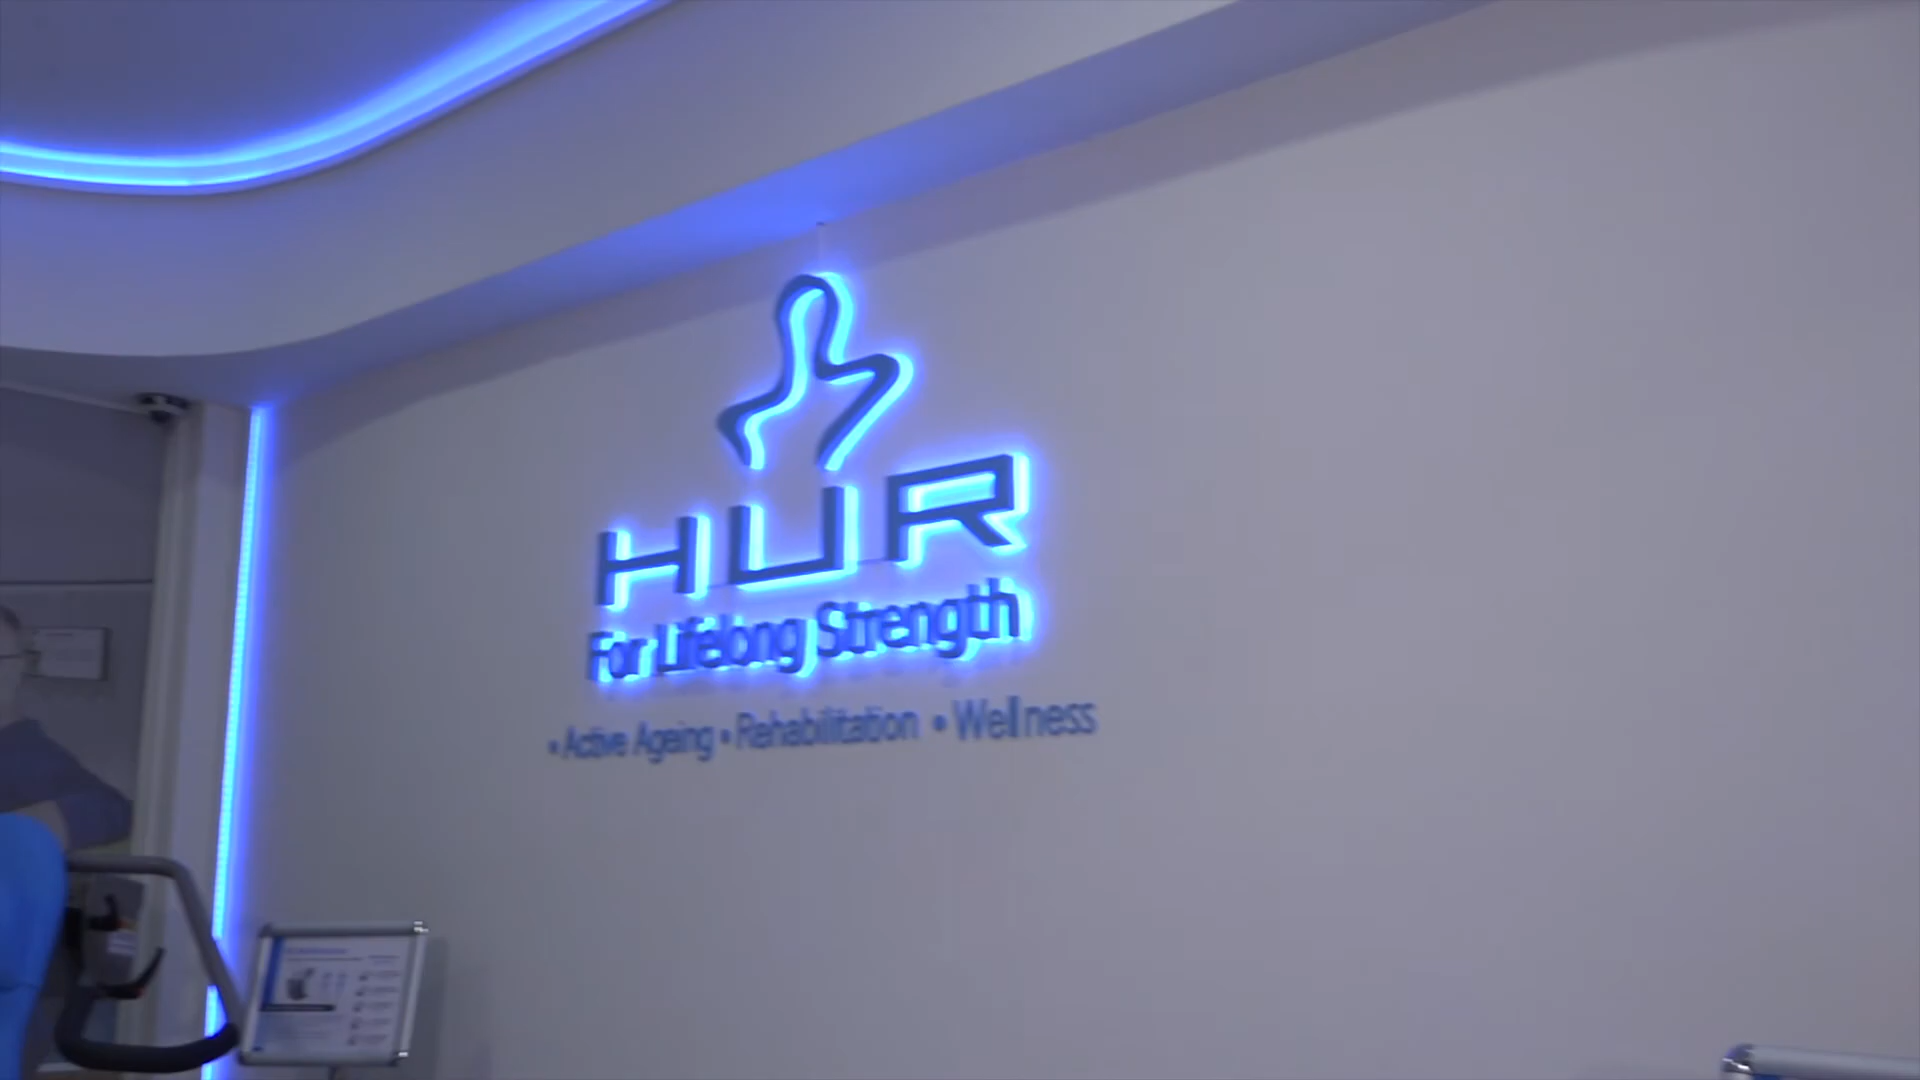 HUR
For Lifelong Strength
• Active Ageing • Rehabilitation • Wellness